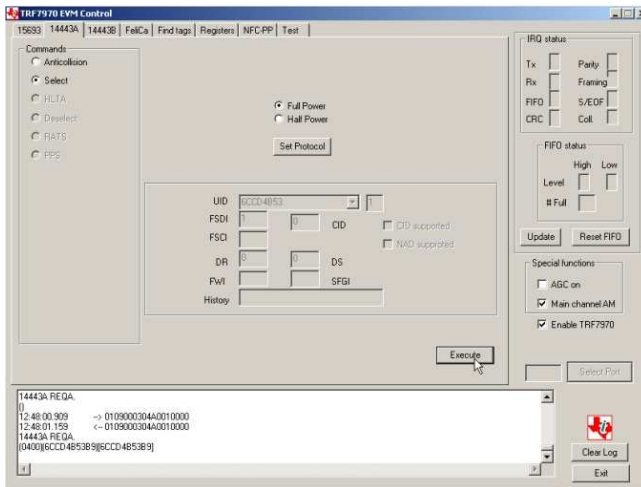 TRF7970 EVM Control
15693 14443A 14443B FeliCa Find tags Registers NFC-PP Test
Commands
Anticollision
Select
HLTA
Deselect
RATS
PPS
Full Power
Half Power
Set Protocol
UID 6CCD4B53 1
FSDI 1 0 CID CID supported
FSCI NAD supproted
DR 8 0 DS
FWI SFGI
History
Execute
IRQ status
Tx Parity
Rx Framing
FIFO S/EOF
CRC Coll.
FIFO status
High Low
Level
# Full
Update Reset FIFO
Special functions
AGC on
Main channel AM
Enable TRF7970
Select Port
14443A REQA.
()
12:48:00.909 --> 0109000304A0010000
12:48:01.159 <-- 0109000304A0010000
14443A REQA.
(0400)[6CCD4B53B9][6CCD4B53B9]
Clear Log
Exit